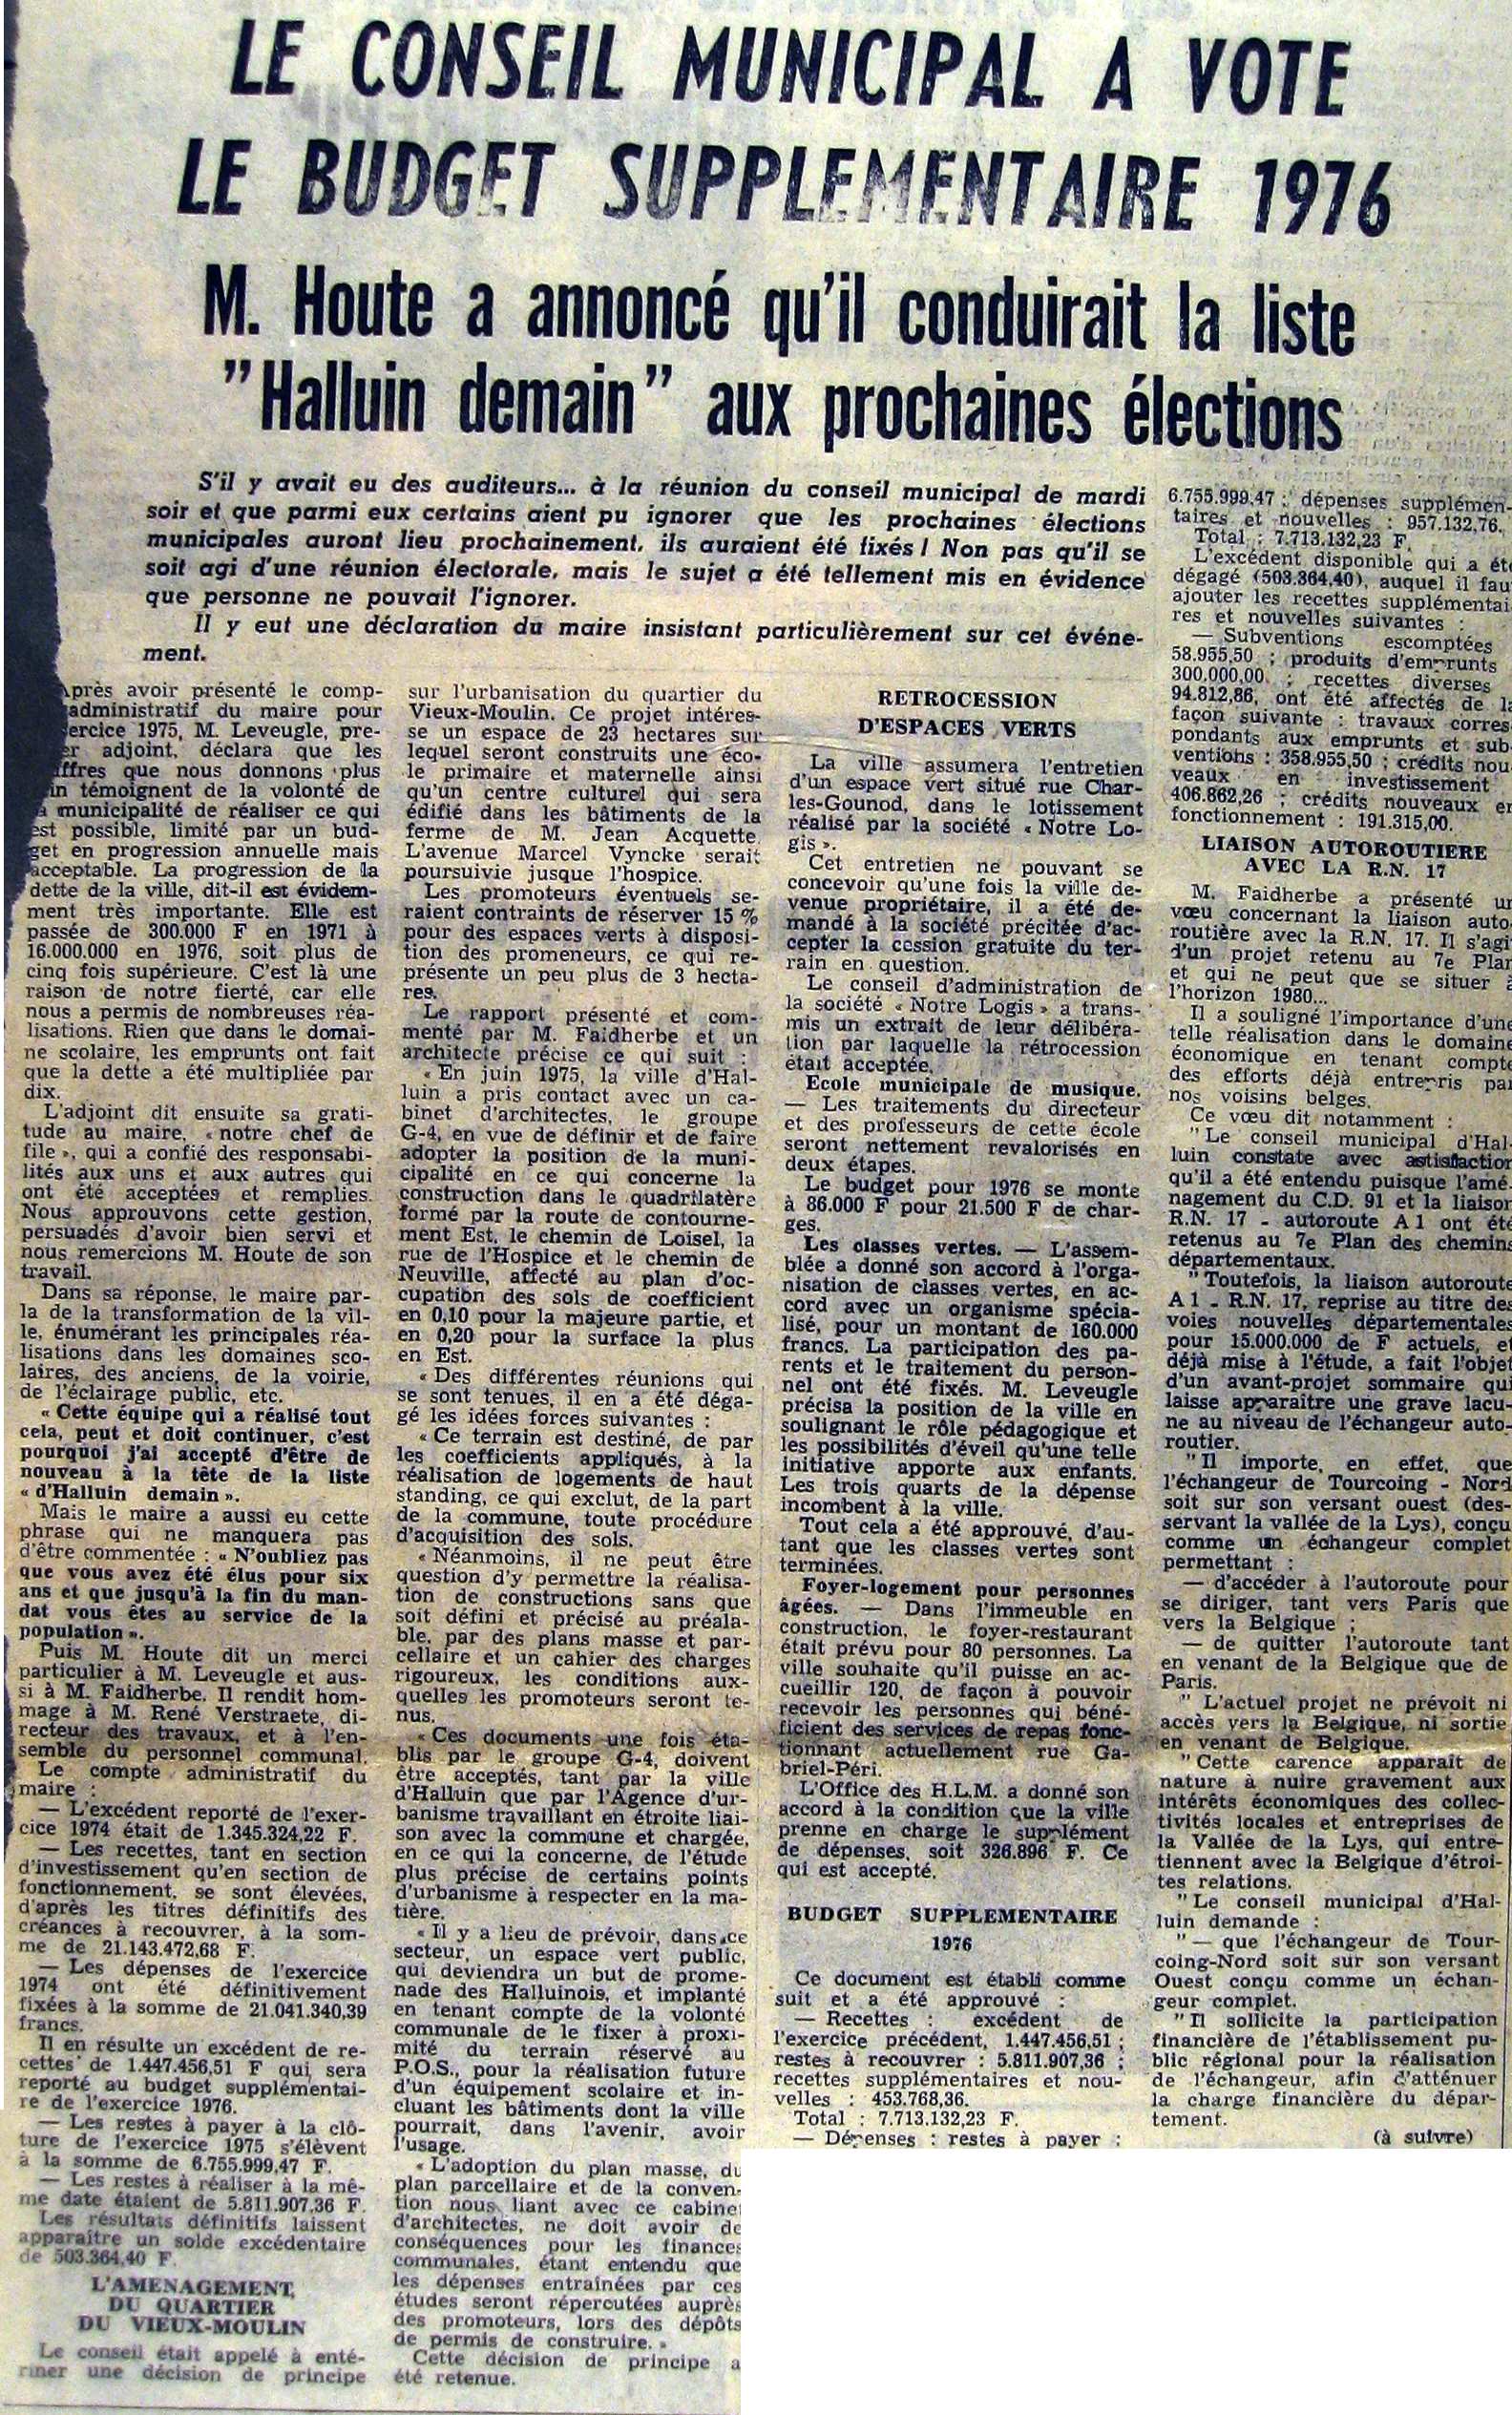 LE CONSEIL MUNICIPAL A VOTE
LE BUDGET SUPPLEMENTAIRE 1976
M. Houte a annoncé qu'il conduirait la liste
"Halluin demain" aux prochaines élections
S'il y avait eu des auditeurs... à la réunion du conseil municipal de mardi
soir et que parmi eux certains aient pu ignorer que les prochaines élections
municipales auront lieu prochainement, ils auraient été fixés ! Non pas qu'il se
soit agi d'une réunion électorale, mais le sujet a été tellement mis en évidence
que personne ne pouvait l'ignorer.
Il y eut une déclaration du maire insistant particulièrement sur cet événe-
ment.
près avoir présenté le comp-
administratif du maire pour
ercice 1975, M. Leveugle, pre-
er adjoint, déclara que les
iffres que nous donnons plus
in témoignent de la volonté de
a municipalité de réaliser ce qui
est possible, limité par un bud-
get en progression annuelle mais
acceptable. La progression de la
dette de la ville, dit-il est évidem-
ment très importante. Elle est
passée de 300.000 F en 1971 à
16.000.000 en 1976, soit plus de
cinq fois supérieure. C'est là une
raison de notre fierté, car elle
nous a permis de nombreuses réa-
lisations. Rien que dans le domai-
ne scolaire, les emprunts ont fait
que la dette a été multipliée par
dix.
L'adjoint dit ensuite sa grati-
tude au maire, « notre chef de
file », qui a confié des responsabi-
lités aux uns et aux autres qui
ont été acceptées et remplies.
Nous approuvons cette gestion,
persuadés d'avoir bien servi et
nous remercions M. Houte de son
travail.
Dans sa réponse, le maire par-
la de la transformation de la vil-
le, énumérant les principales réa-
lisations dans les domaines sco-
laires, des anciens, de la voirie,
de l'éclairage public, etc.
« Cette équipe qui a réalisé tout
cela, peut et doit continuer, c'est
pourquoi j'ai accepté d'être de
nouveau à la tête de la liste
« d'Halluin demain ».
Mais le maire a aussi eu cette
phrase qui ne manquera pas
d'être commentée : « N'oubliez pas
que vous avez été élus pour six
ans et que jusqu'à la fin du man-
dat vous êtes au service de la
population ».
Puis M. Houte dit un merci
particulier à M. Leveugle et aus-
si à M. Faidherbe. Il rendit hom-
mage à M. René Verstraete, di-
recteur des travaux, et à l'en-
semble du personnel communal.
Le compte administratif du
maire :
— L'excédent reporté de l'exer-
cice 1974 était de 1.345.324,22 F.
— Les recettes, tant en section
d'investissement qu'en section de
fonctionnement, se sont élevées,
d'après les titres définitifs des
créances à recouvrer, à la som-
me de 21.143.472,68 F.
— Les dépenses de l'exercice
1974 ont été définitivement
fixées à la somme de 21.041.340,39
francs.
Il en résulte un excédent de re-
cettes de 1.447.456,51 F qui sera
reporté au budget supplémentai-
re de l'exercice 1976.
— Les restes à payer à la clô-
ture de l'exercice 1975 s'élèvent
à la somme de 6.755.999,47 F.
— Les restes à réaliser à la mê-
me date étaient de 5.811.907,36 F.
Les résultats définitifs laissent
apparaître un solde excédentaire
de 503.364,40 F.
L'AMENAGEMENT
DU QUARTIER
DU VIEUX-MOULIN
Le conseil était appelé à enté-
riner une décision de principe
sur l'urbanisation du quartier du
Vieux-Moulin. Ce projet intéres-
se un espace de 23 hectares sur
lequel seront construits une éco-
le primaire et maternelle ainsi
qu'un centre culturel qui sera
édifié dans les bâtiments de la
ferme de M. Jean Acquette.
L'avenue Marcel Vyncke serait
poursuivie jusque l'hospice.
Les promoteurs éventuels se-
raient contraints de réserver 15 %
pour des espaces verts à disposi-
tion des promeneurs, ce qui re-
présente un peu plus de 3 hecta-
res.
Le rapport présenté et com-
menté par M. Faidherbe et un
architecte précise ce qui suit :
« En juin 1975, la ville d'Hal-
luin a pris contact avec un ca-
binet d'architectes, le groupe
G-4, en vue de définir et de faire
adopter la position de la muni-
cipalité en ce qui concerne la
construction dans le quadrilatère
formé par la route de contourne-
ment Est, le chemin de Loisel, la
rue de l'Hospice et le chemin de
Neuville, affecté au plan d'oc-
cupation des sols de coefficient
en 0,10 pour la majeure partie, et
en 0,20 pour la surface la plus
en Est.
« Des différentes réunions qui
se sont tenues, il en a été déga-
gé les idées forces suivantes :
« Ce terrain est destiné, de par
les coefficients appliqués, à la
réalisation de logements de haut
standing, ce qui exclut, de la part
de la commune, toute procédure
d'acquisition des sols.
« Néanmoins, il ne peut être
question d'y permettre la réalisa-
tion de constructions sans que
soit défini et précisé au préala-
ble, par des plans masse et par-
cellaire et un cahier des charges
rigoureux, les conditions aux-
quelles les promoteurs seront te-
nus.
« Ces documents une fois éta-
blis par le groupe G-4, doivent
être acceptés, tant par la ville
d'Halluin que par l'Agence d'ur-
banisme travaillant en étroite liai-
son avec la commune et chargée,
en ce qui la concerne, de l'étude
plus précise de certains points
d'urbanisme à respecter en la ma-
tière.
« Il y a lieu de prévoir, dans ce
secteur, un espace vert public,
qui deviendra un but de prome-
nade des Halluinois, et implanté
en tenant compte de la volonté
communale de le fixer à proxi-
mité du terrain réservé au
P.O.S., pour la réalisation future
d'un équipement scolaire et in-
cluant les bâtiments dont la ville
pourrait, dans l'avenir, avoir
l'usage.
« L'adoption du plan masse, du
plan parcellaire et de la conven-
tion nous liant avec ce cabinet
d'architectes, ne doit avoir de
conséquences pour les finances
communales, étant entendu que
les dépenses entraînées par ces
études seront répercutées auprès
des promoteurs, lors des dépôts
de permis de construire. »
Cette décision de principe a
été retenue.
RETROCESSION
D'ESPACES VERTS
La ville assumera l'entretien
d'un espace vert situé rue Char-
les-Gounod, dans le lotissement
réalisé par la société « Notre Lo-
gis ».
Cet entretien ne pouvant se
concevoir qu'une fois la ville de-
venue propriétaire, il a été de-
mandé à la société précitée d'ac-
cepter la cession gratuite du ter-
rain en question.
Le conseil d'administration de
la société « Notre Logis » a trans-
mis un extrait de leur délibéra-
tion par laquelle la rétrocession
était acceptée.
Ecole municipale de musique.
— Les traitements du directeur
et des professeurs de cette école
seront nettement revalorisés en
deux étapes.
Le budget pour 1976 se monte
à 86.000 F pour 21.500 F de char-
ges.
Les classes vertes. — L'assem-
blée a donné son accord à l'orga-
nisation de classes vertes, en ac-
cord avec un organisme spécia-
lisé, pour un montant de 160.000
francs. La participation des pa-
rents et le traitement du person-
nel ont été fixés. M. Leveugle
précisa la position de la ville en
soulignant le rôle pédagogique et
les possibilités d'éveil qu'une telle
initiative apporte aux enfants.
Les trois quarts de la dépense
incombent à la ville.
Tout cela a été approuvé, d'au-
tant que les classes vertes sont
terminées.
Foyer-logement pour personnes
âgées. — Dans l'immeuble en
construction, le foyer-restaurant
était prévu pour 80 personnes. La
ville souhaite qu'il puisse en ac-
cueillir 120, de façon à pouvoir
recevoir les personnes qui béné-
ficient des services de repas fonc-
tionnant actuellement rue Ga-
briel-Péri.
L'Office des H.L.M. a donné son
accord à la condition que la ville
prenne en charge le supplément
de dépenses, soit 326.896 F. Ce
qui est accepté.
BUDGET SUPPLEMENTAIRE
1976
Ce document est établi comme
suit et a été approuvé :
— Recettes : excédent de
l'exercice précédent, 1.447.456,51 ;
restes à recouvrer : 5.811.907,36 ;
recettes supplémentaires et nou-
velles : 453.768,36.
Total : 7.713.132,23 F.
— Dépenses : restes à payer :
6.755.999.47 ; dépenses supplémen-
taires et nouvelles : 957.132,76.
Total : 7.713.132,23 F.
L'excédent disponible qui a été
dégagé (503.364,40), auquel il fau
ajouter les recettes supplémentai-
res et nouvelles suivantes :
— Subventions escomptées
58.955,50 ; produits d'emprunts
300.000,00 ; recettes diverses
94.812,86, ont été affectés de la
façon suivante : travaux corres-
pondants aux emprunts et sub-
ventions : 358.955,50 ; crédits nou-
veaux en investissement
406.862,26 ; crédits nouveaux en
fonctionnement : 191.315,00.
LIAISON AUTOROUTIERE
AVEC LA R.N. 17
M. Faidherbe a présenté un
vœu concernant la liaison auto-
routière avec la R.N. 17. Il s'agit
d'un projet retenu au 7e Plan
et qui ne peut que se situer à
l'horizon 1980...
Il a souligné l'importance d'une
telle réalisation dans le domaine
économique en tenant compte
des efforts déjà entrepris par
nos voisins belges.
Ce vœu dit notamment :
"Le conseil municipal d'Hal-
luin constate avec astisfaction
qu'il a été entendu puisque l'amé-
nagement du C.D. 91 et la liaison
R.N. 17 - autoroute A 1 ont été
retenus au 7e Plan des chemins
départementaux.
"Toutefois, la liaison autoroute
A 1 - R.N. 17, reprise au titre des
voies nouvelles départementales
pour 15.000.000 de F actuels, et
déjà mise à l'étude, a fait l'objet
d'un avant-projet sommaire qui
laisse apparaître une grave lacu-
ne au niveau de l'échangeur auto-
routier.
"Il importe, en effet, que
l'échangeur de Tourcoing - Nord
soit sur son versant ouest (des-
servant la vallée de la Lys), conçu
comme un échangeur complet
permettant :
— d'accéder à l'autoroute pour
se diriger, tant vers Paris que
vers la Belgique ;
— de quitter l'autoroute tant
en venant de la Belgique que de
Paris.
" L'actuel projet ne prévoit ni
accès vers la Belgique, ni sortie
en venant de Belgique.
"Cette carence apparaît de
nature à nuire gravement aux
intérêts économiques des collec-
tivités locales et entreprises de
la Vallée de la Lys, qui entre-
tiennent avec la Belgique d'étroi-
tes relations.
"Le conseil municipal d'Hal-
luin demande :
"— que l'échangeur de Tour-
coing-Nord soit sur son versant
Ouest conçu comme un échan-
geur complet.
"Il sollicite la participation
financière de l'établissement pu-
blic régional pour la réalisation
de l'échangeur, afin d'atténuer
la charge financière du dépar-
tement.
(à suivre)